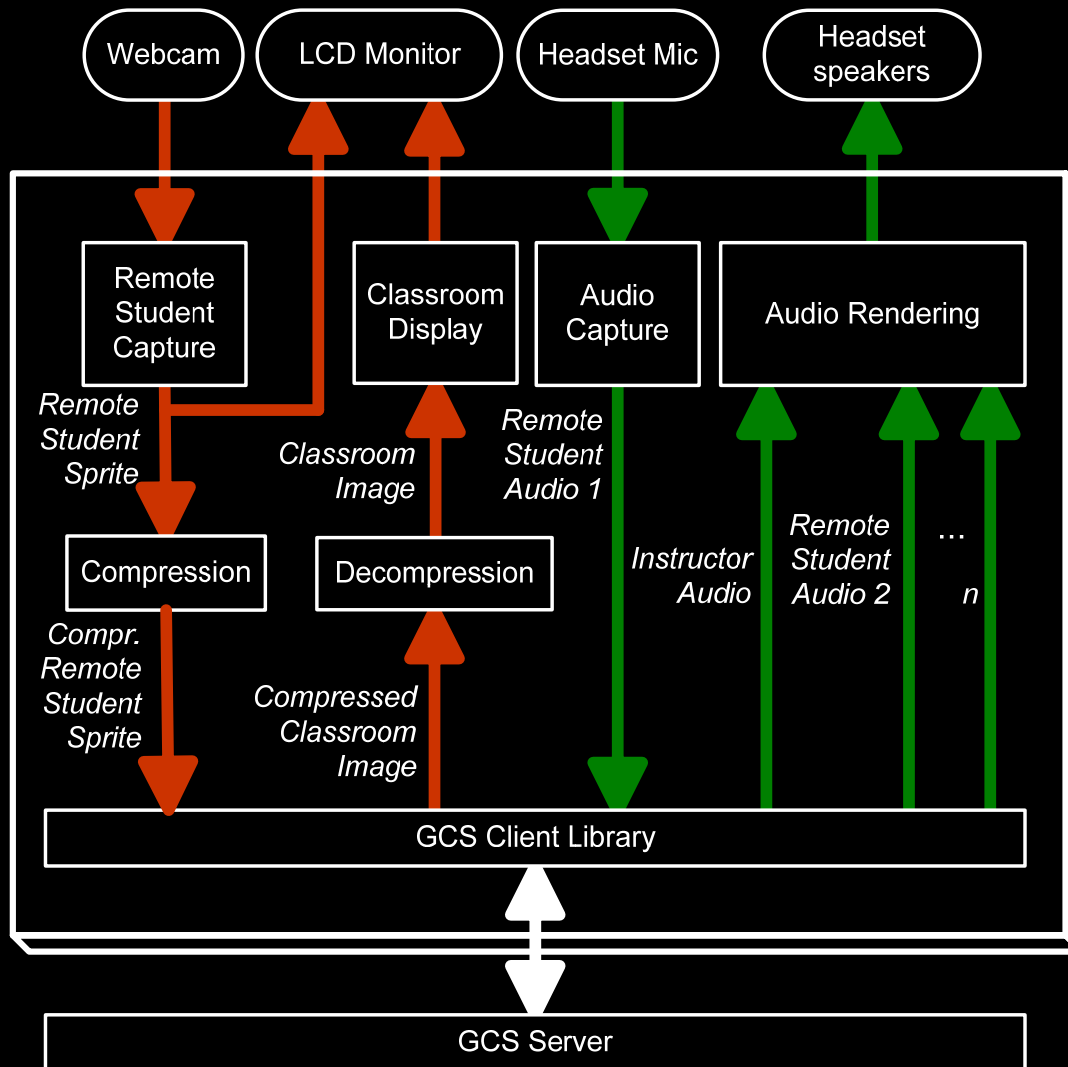 Webcam
LCD Monitor
Headset Mic
Headset
speakers
Remote
Student
Capture
Classroom
Display
Audio
Capture
Audio Rendering
Remote
Student
Sprite
Classroom
Image
Remote
Student
Audio 1
Instructor
Audio
Remote
Student
Audio 2
...
n
Compression
Decompression
Compr.
Remote
Student
Sprite
Compressed
Classroom
Image
GCS Client Library
GCS Server